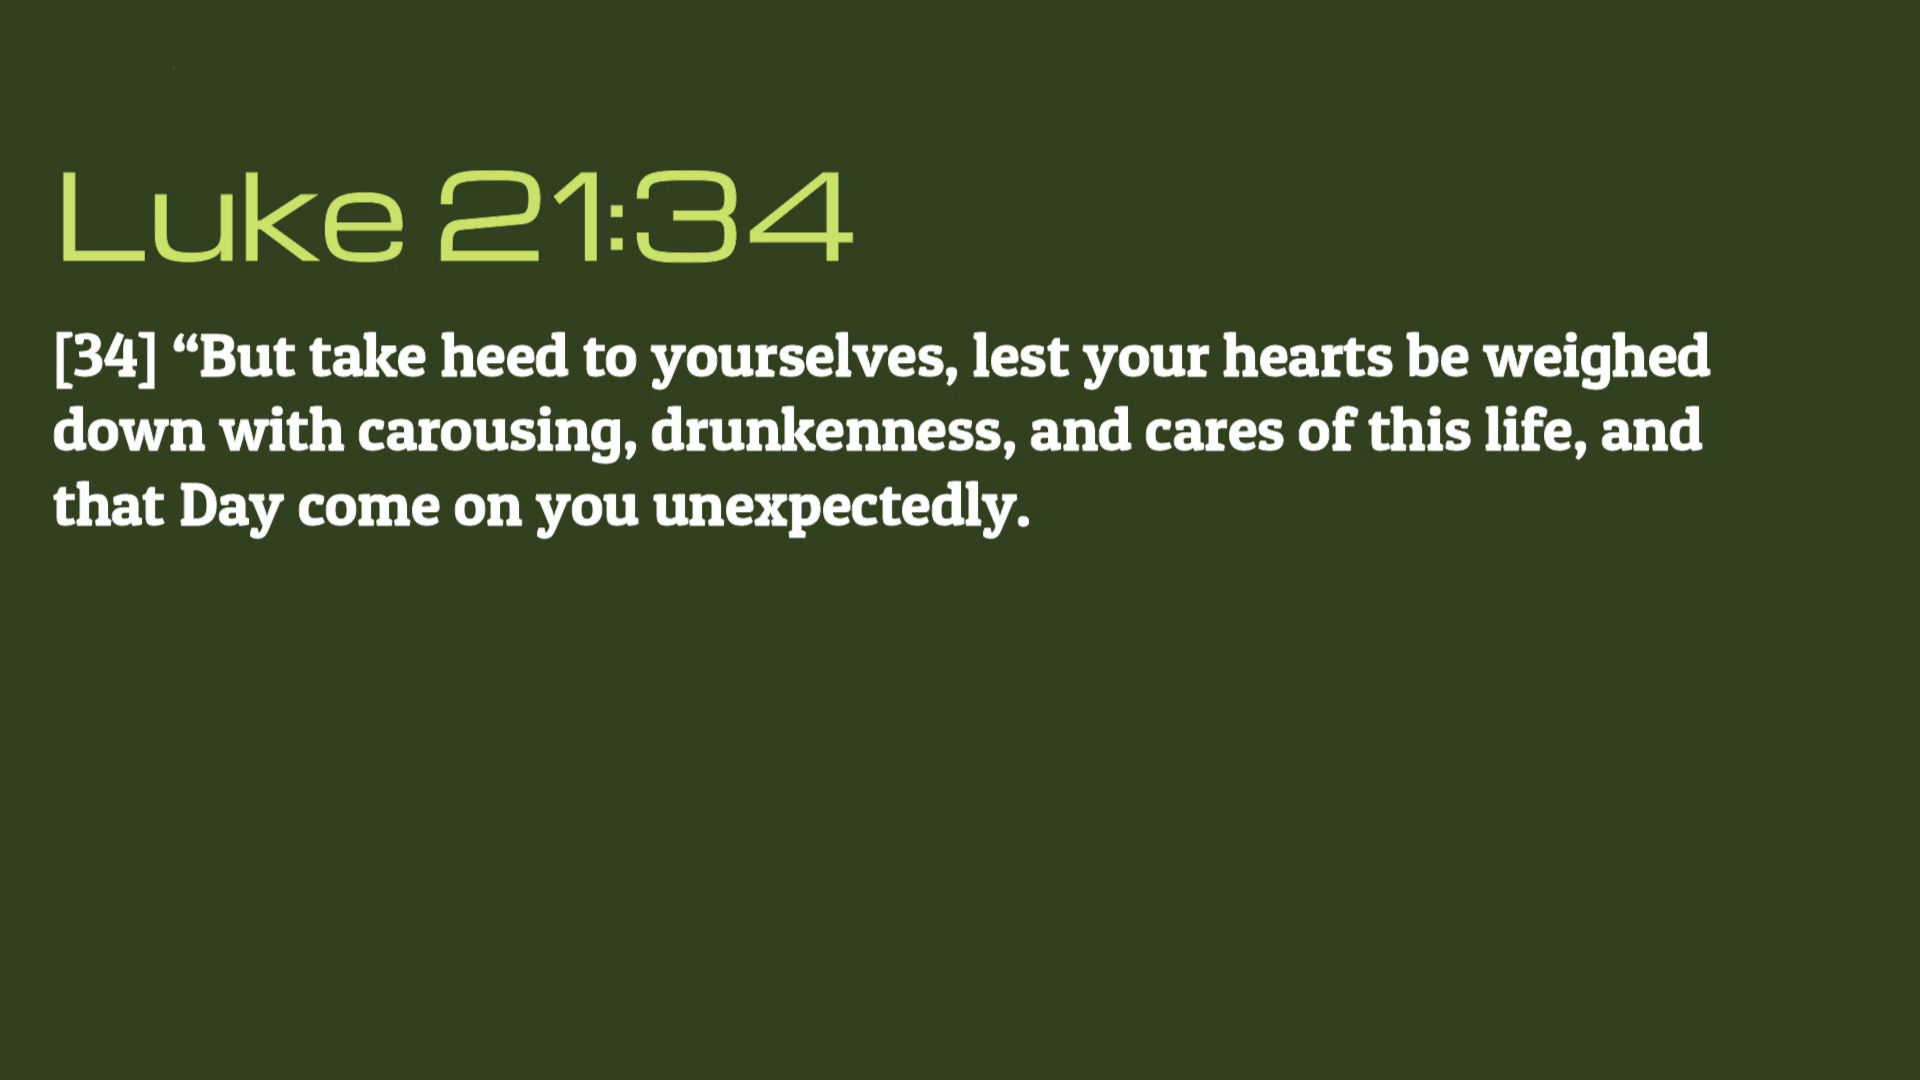 Luke 21:34
[34] “But take heed to yourselves, lest your hearts be weighed
down with carousing, drunkenness, and cares of this life, and
that Day come on you unexpectedly.